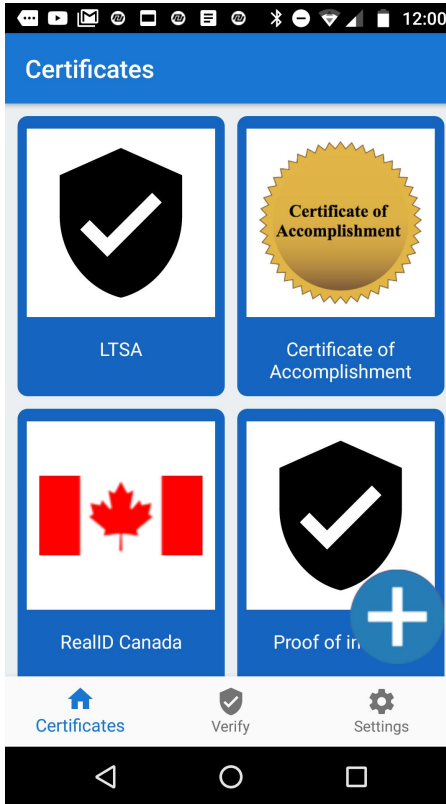 12:00
Certificates
Certificate of
Accomplishment
LTSA
Certificate of
Accomplishment
RealID Canada
Proof of
Certificates
Verify
Settings